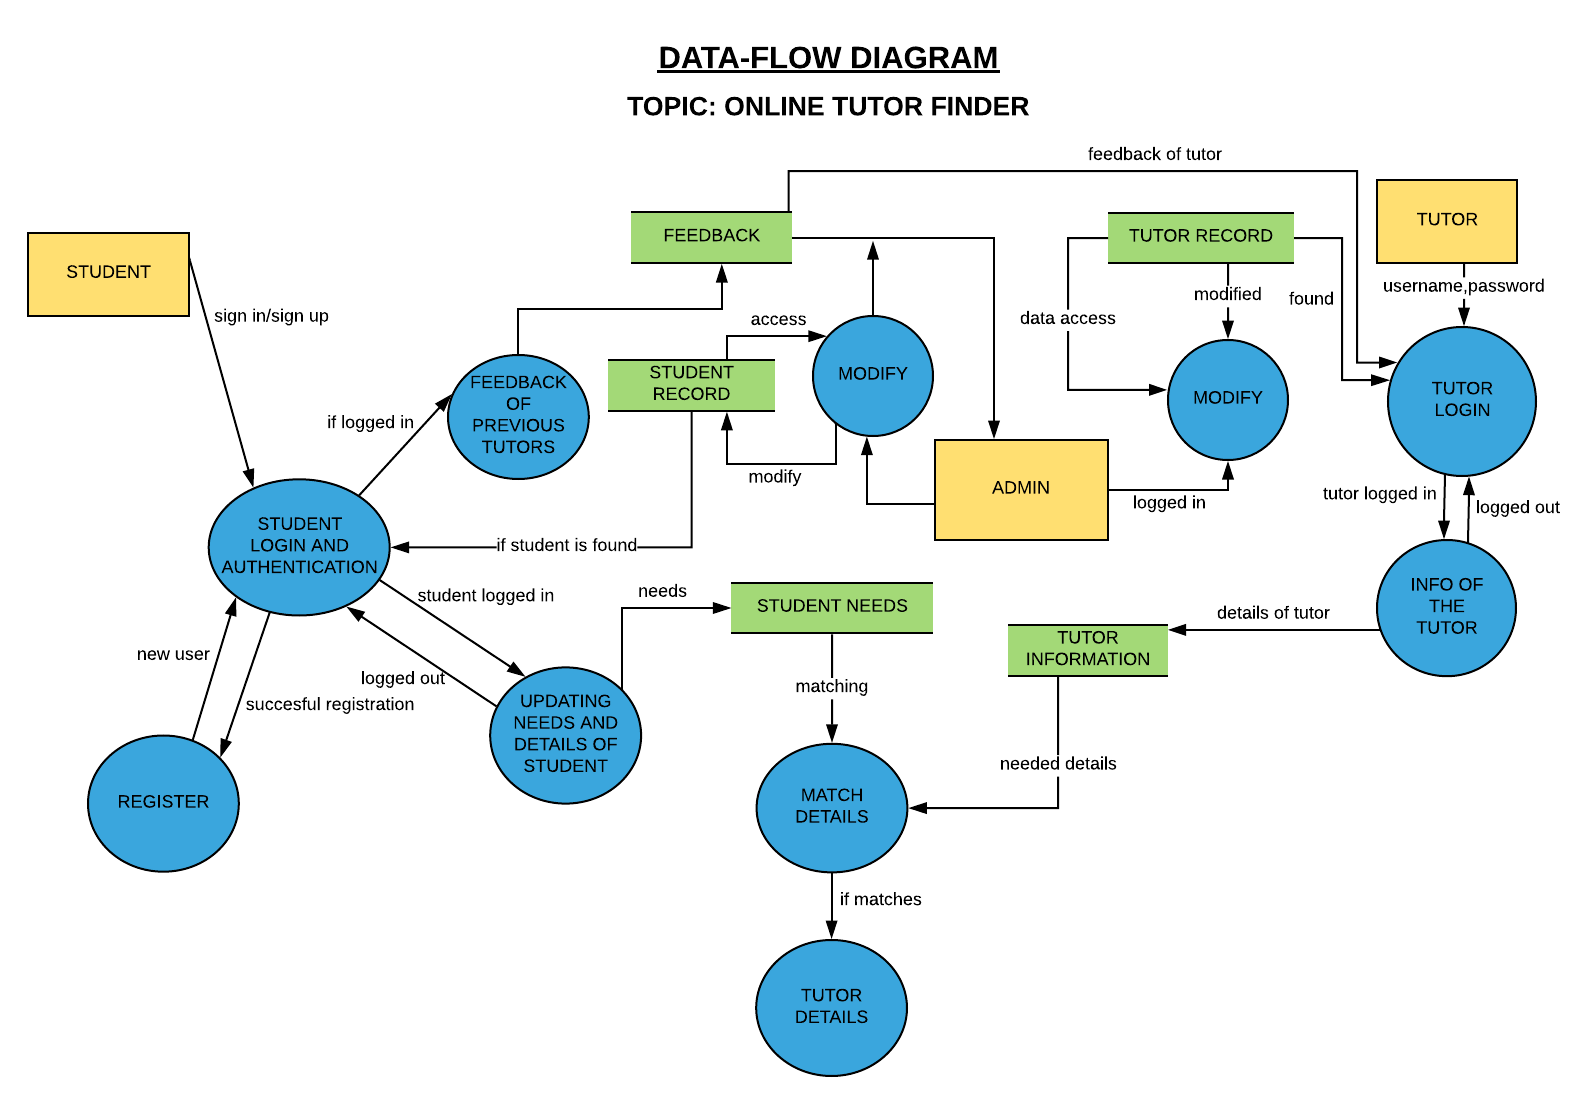 DATA-FLOW DIAGRAM
TOPIC: ONLINE TUTOR FINDER
feedback of tutor
TUTOR
FEEDBACK
TUTOR RECORD
STUDENT
username,password
modified
found
sign in/sign up
access
data access
STUDENT
RECORD
MODIFY
FEEDBACK
OF
PREVIOUS
TUTORS
MODIFY
TUTOR
LOGIN
if logged in
modify
ADMIN
logged in
tutor logged in
logged out
STUDENT
LOGIN AND
AUTHENTICATION
if student is found
student logged in
needs
STUDENT NEEDS
INFO OF
THE
TUTOR
details of tutor
TUTOR
INFORMATION
new user
logged out
succesful registration
matching
UPDATING
NEEDS AND
DETAILS OF
STUDENT
needed details
REGISTER
MATCH
DETAILS
if matches
TUTOR
DETAILS